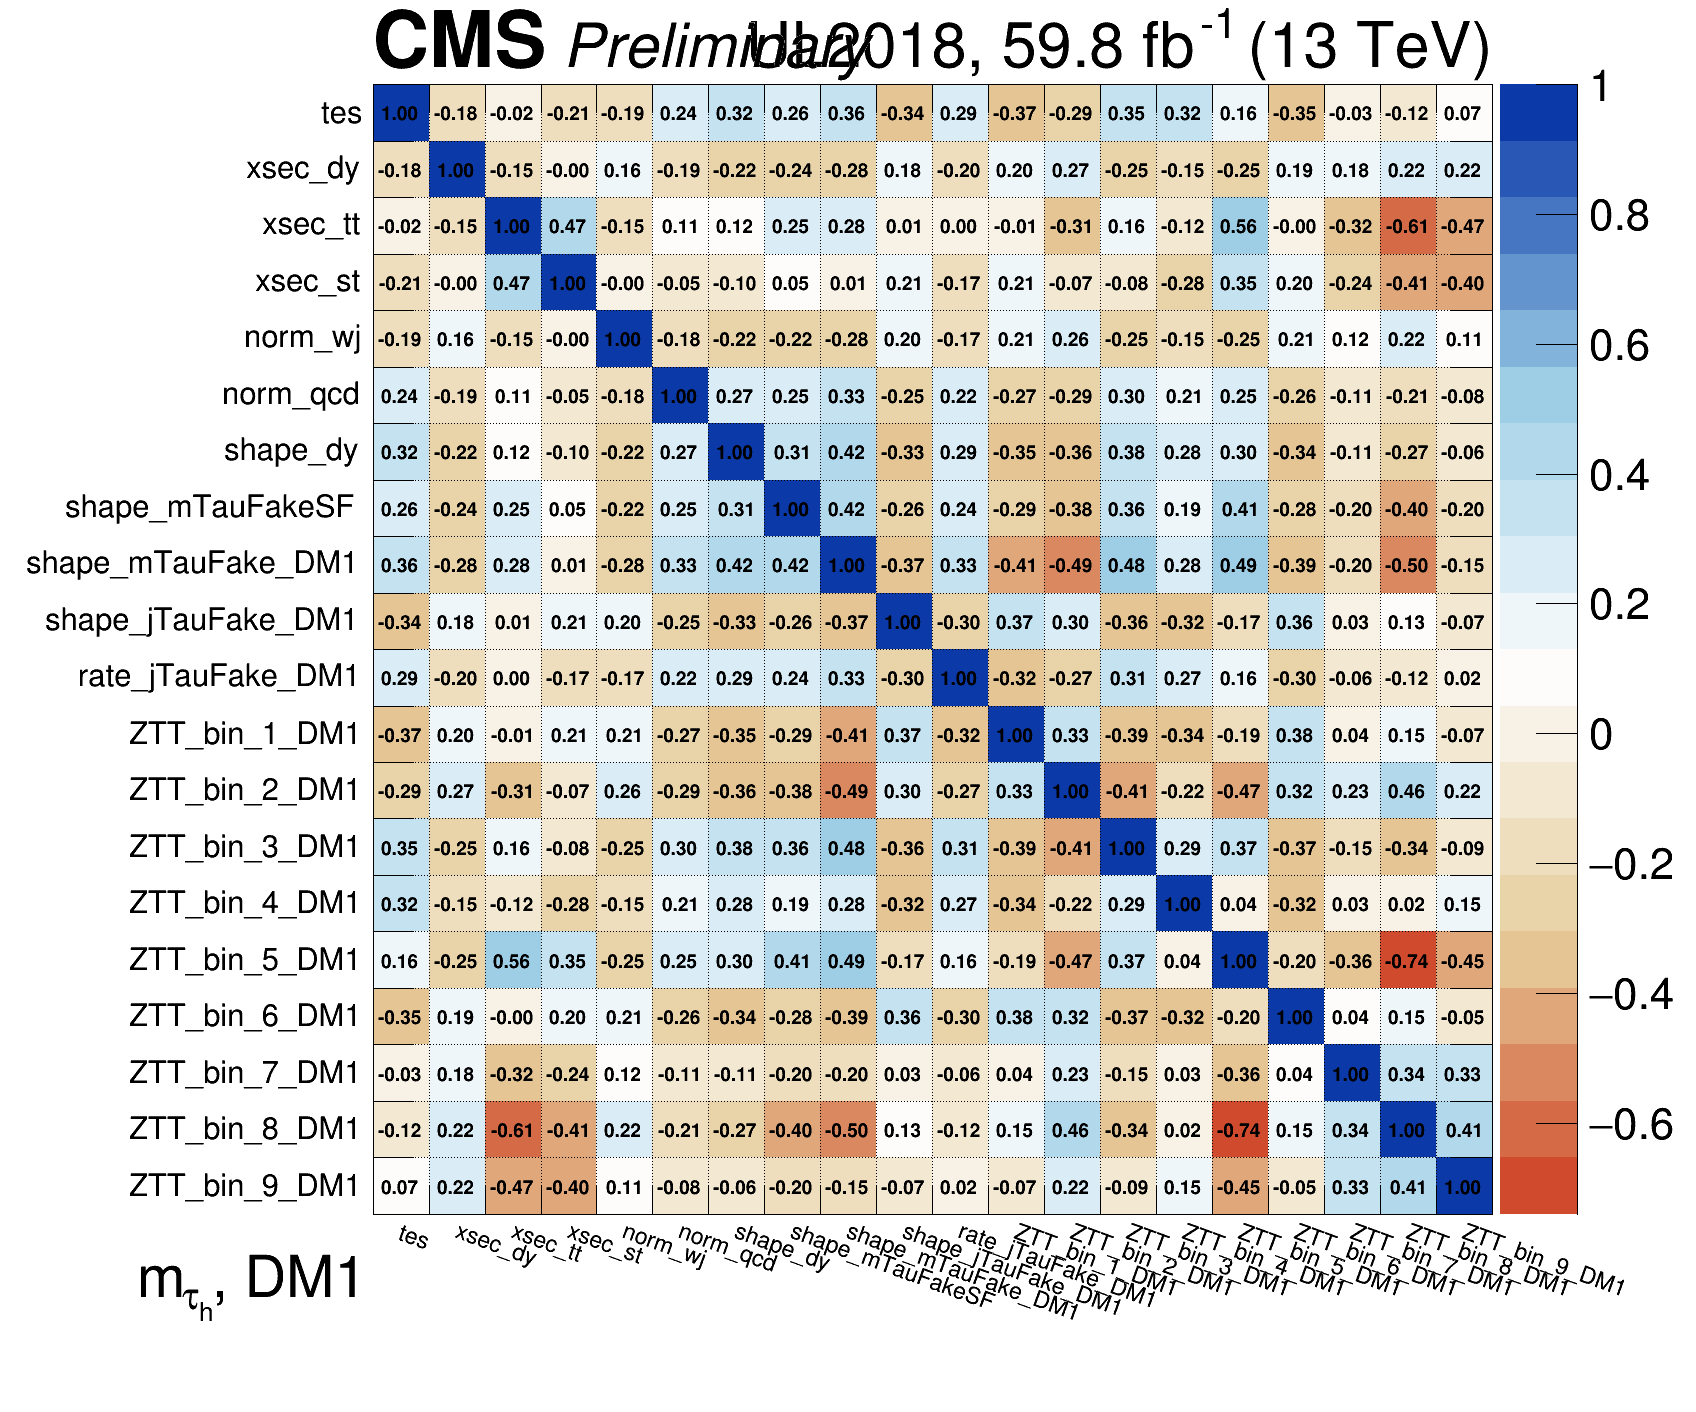 CMS Preliminary UL2018, 59.8 fb-1 (13 TeV)
tes 1.00 -0.18 -0.02 -0.21 -0.19 0.24 0.32 0.26 0.36 -0.34 0.29 -0.37 -0.29 0.35 0.32 0.16 -0.35 -0.03 -0.12 0.07
xsec_dy -0.18 1.00 -0.15 -0.00 0.16 -0.19 -0.22 -0.24 -0.28 0.18 -0.20 0.20 0.27 -0.25 -0.15 -0.25 0.19 0.18 0.22 0.22
xsec_tt -0.02 -0.15 1.00 0.47 -0.15 0.11 0.12 0.25 0.28 0.01 0.00 -0.01 -0.31 0.16 -0.12 0.56 -0.00 -0.32 -0.61 -0.47
xsec_st -0.21 -0.00 0.47 1.00 -0.00 -0.05 -0.10 0.05 0.01 0.21 -0.17 0.21 -0.07 -0.08 -0.28 0.35 0.20 -0.24 -0.41 -0.40
norm_wj -0.19 0.16 -0.15 -0.00 1.00 -0.18 -0.22 -0.22 -0.28 0.20 -0.17 0.21 0.26 -0.25 -0.15 -0.25 0.21 0.12 0.22 0.11
norm_qcd 0.24 -0.19 0.11 -0.05 -0.18 1.00 0.27 0.25 0.33 -0.25 0.22 -0.27 -0.29 0.30 0.21 0.25 -0.26 -0.11 -0.21 -0.08
shape_dy 0.32 -0.22 0.12 -0.10 -0.22 0.27 1.00 0.31 0.42 -0.33 0.29 -0.35 -0.36 0.38 0.28 0.30 -0.34 -0.11 -0.27 -0.06
shape_mTauFakeSF 0.26 -0.24 0.25 0.05 -0.22 0.25 0.31 1.00 0.42 -0.26 0.24 -0.29 -0.38 0.36 0.19 0.41 -0.28 -0.20 -0.40 -0.20
shape_mTauFake_DM1 0.36 -0.28 0.28 0.01 -0.28 0.33 0.42 0.42 1.00 -0.37 0.33 -0.41 -0.49 0.48 0.28 0.49 -0.39 -0.20 -0.50 -0.15
shape_jTauFake_DM1 -0.34 0.18 0.01 0.21 0.20 -0.25 -0.33 -0.26 -0.37 1.00 -0.30 0.37 0.30 -0.36 -0.32 -0.17 0.36 0.03 0.13 -0.07
rate_jTauFake_DM1 0.29 -0.20 0.00 -0.17 -0.17 0.22 0.29 0.24 0.33 -0.30 1.00 -0.32 -0.27 0.31 0.27 0.16 -0.30 -0.06 -0.12 0.02
ZTT_bin_1_DM1 -0.37 0.20 -0.01 0.21 0.21 -0.27 -0.35 -0.29 -0.41 0.37 -0.32 1.00 0.33 -0.39 -0.34 -0.19 0.38 0.04 0.15 -0.07
ZTT_bin_2_DM1 -0.29 0.27 -0.31 -0.07 0.26 -0.29 -0.36 -0.38 -0.49 0.30 -0.27 0.33 1.00 -0.41 -0.22 -0.47 0.32 0.23 0.46 0.22
ZTT_bin_3_DM1 0.35 -0.25 0.16 -0.08 -0.25 0.30 0.38 0.36 0.48 -0.36 0.31 -0.39 -0.41 1.00 0.29 0.37 -0.37 -0.15 -0.34 -0.09
ZTT_bin_4_DM1 0.32 -0.15 -0.12 -0.28 -0.15 0.21 0.28 0.19 0.28 -0.32 0.27 -0.34 -0.22 0.29 1.00 0.04 -0.32 0.03 0.02 0.15
ZTT_bin_5_DM1 0.16 -0.25 0.56 0.35 -0.25 0.25 0.30 0.41 0.49 -0.17 0.16 -0.19 -0.47 0.37 0.04 1.00 -0.20 -0.36 -0.74 -0.45
ZTT_bin_6_DM1 -0.35 0.19 -0.00 0.20 0.21 -0.26 -0.34 -0.28 -0.39 0.36 -0.30 0.38 0.32 -0.37 -0.32 -0.20 1.00 0.04 0.15 -0.05
ZTT_bin_7_DM1 -0.03 0.18 -0.32 -0.24 0.12 -0.11 -0.11 -0.20 -0.20 0.03 -0.06 0.04 0.23 -0.15 0.03 -0.36 0.04 1.00 0.34 0.33
ZTT_bin_8_DM1 -0.12 0.22 -0.61 -0.41 0.22 -0.21 -0.27 -0.40 -0.50 0.13 -0.12 0.15 0.46 -0.34 0.02 -0.74 0.15 0.34 1.00 0.41
ZTT_bin_9_DM1 0.07 0.22 -0.47 -0.40 0.11 -0.08 -0.06 -0.20 -0.15 -0.07 0.02 -0.07 0.22 -0.09 0.15 -0.45 -0.05 0.33 0.41 1.00
1
0.8
0.6
0.4
0.2
0
−0.2
−0.4
−0.6
tes
xsec_dy
xsec_tt
xsec_st
norm_wj
norm_qcd
shape_dy
shape_mTauFakeSF
shape_mTauFake_DM1
shape_jTauFake_DM1
rate_jTauFake_DM1
ZTT_bin_1_DM1
ZTT_bin_2_DM1
ZTT_bin_3_DM1
ZTT_bin_4_DM1
ZTT_bin_5_DM1
ZTT_bin_6_DM1
ZTT_bin_7_DM1
ZTT_bin_8_DM1
ZTT_bin_9_DM1
mτh, DM1